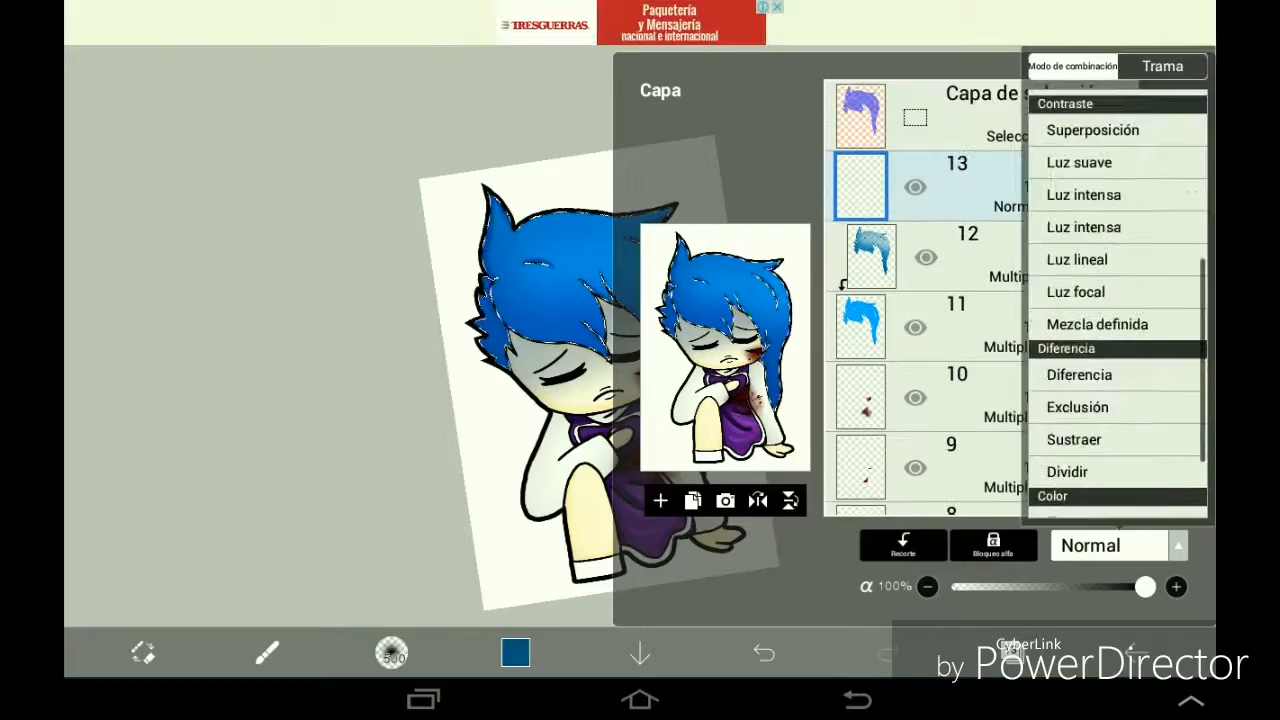 TRESGUERRAS
Paquetería
y Mensajería
nacional e internacional
Capa
Modo de combinación
Trama
Capa de s
Selecc
13
Norm
12
Multip
11
Multipl
10
Multipl
9
Multipl
Contraste
Superposición
Luz suave
Luz intensa
Luz intensa
Luz lineal
Luz focal
Mezcla definida
Diferencia
Diferencia
Exclusión
Sustraer
Dividir
Color
Recorte
Bloqueo alfa
Normal
α 100%
500
CyberLink
by PowerDirector